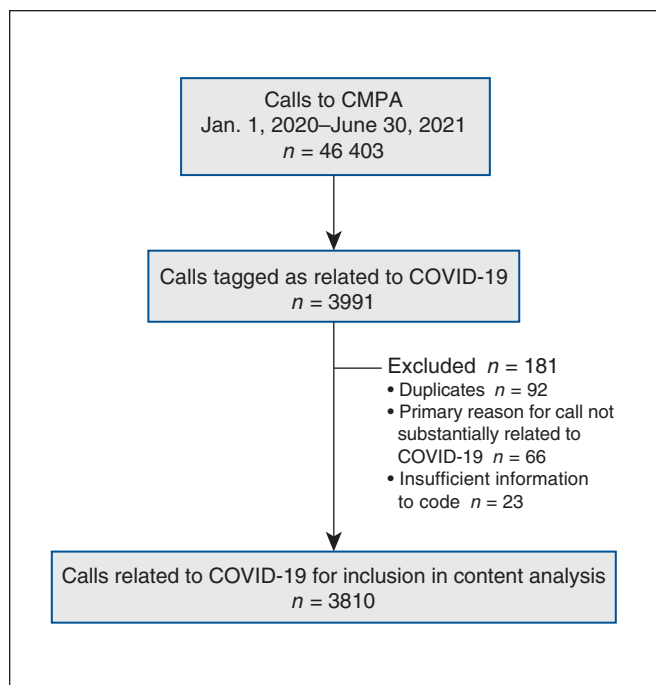 Calls to CMPA
Jan. 1, 2020–June 30, 2021
n = 46 403
Calls tagged as related to COVID-19
n = 3991
Excluded n = 181
• Duplicates n = 92
• Primary reason for call not
substantially related to
COVID-19 n = 66
• Insufficient information
to code n = 23
Calls related to COVID-19 for inclusion in content analysis
n = 3810